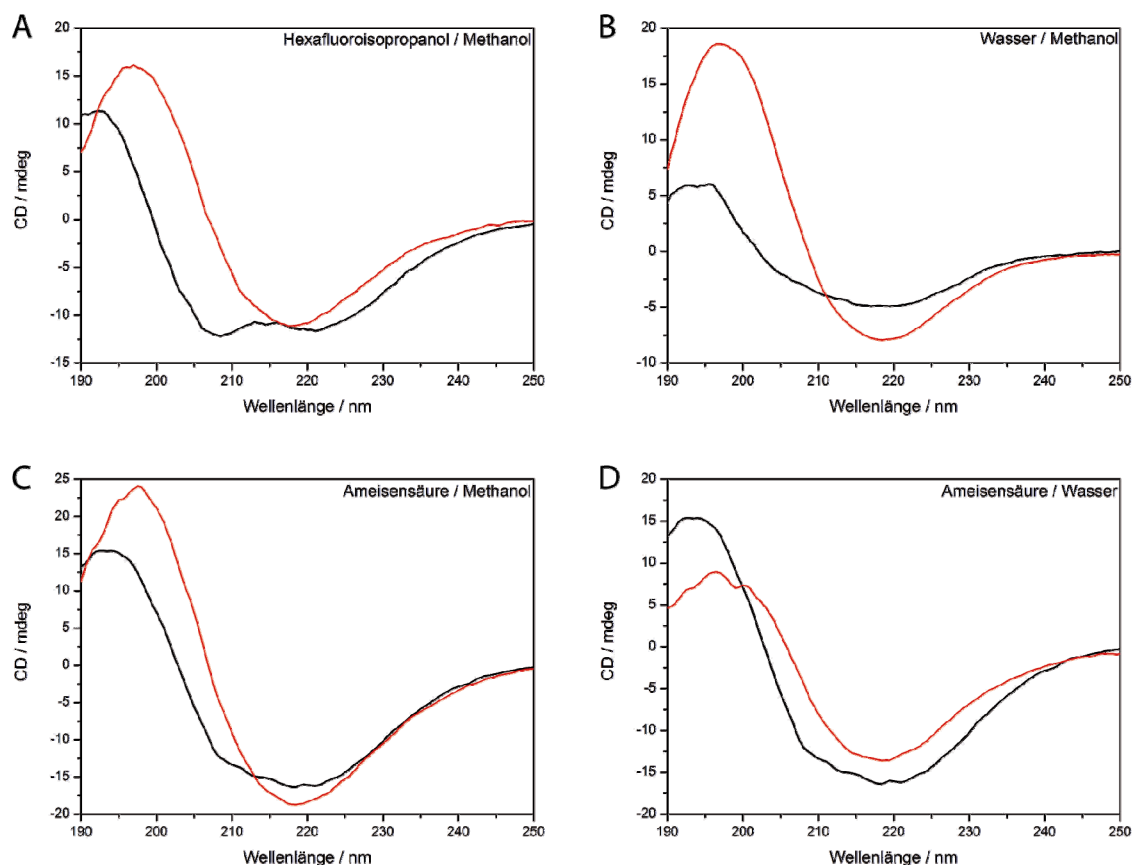 A
Hexafluoroisopropanol / Methanol
CD / mdeg
20
15
10
5
0
-5
-10
-15
190 200 210 220 230 240 250
Wellenlänge / nm
B
Wasser / Methanol
CD / mdeg
20
15
10
5
0
-5
-10
190 200 210 220 230 240 250
Wellenlänge / nm
C
Ameisensäure / Methanol
CD / mdeg
25
20
15
10
5
0
-5
-10
-15
-20
190 200 210 220 230 240 250
Wellenlänge / nm
D
Ameisensäure / Wasser
CD / mdeg
20
15
10
5
0
-5
-10
-15
-20
190 200 210 220 230 240 250
Wellenlänge / nm